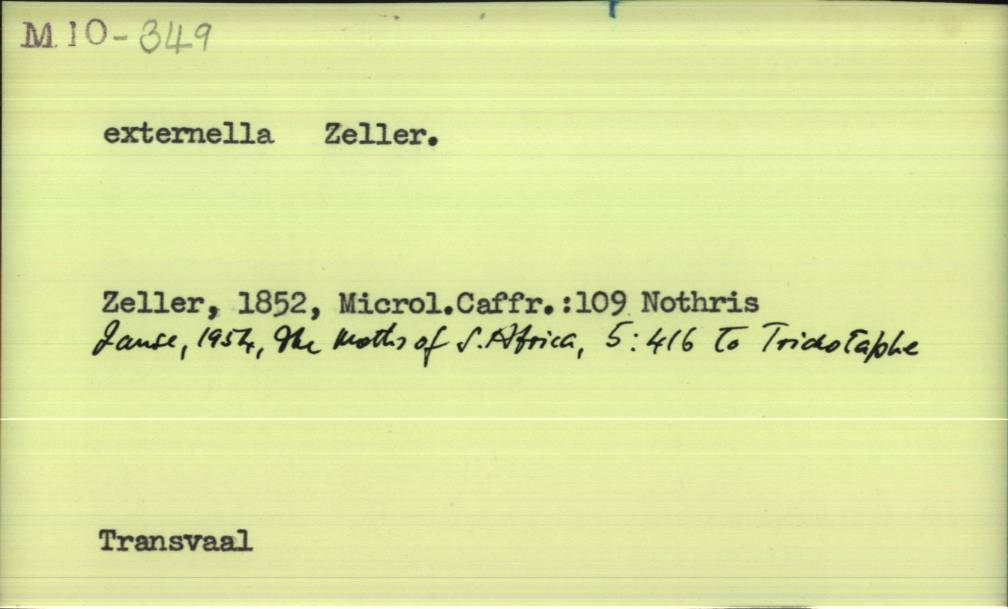 M.10-349
externella Zeller.
Zeller, 1852, Microl.Caffr.:109 Nothris
Janse, 1954, The Moths of S. Africa, 5:416 to Trichotaphe
Transvaal